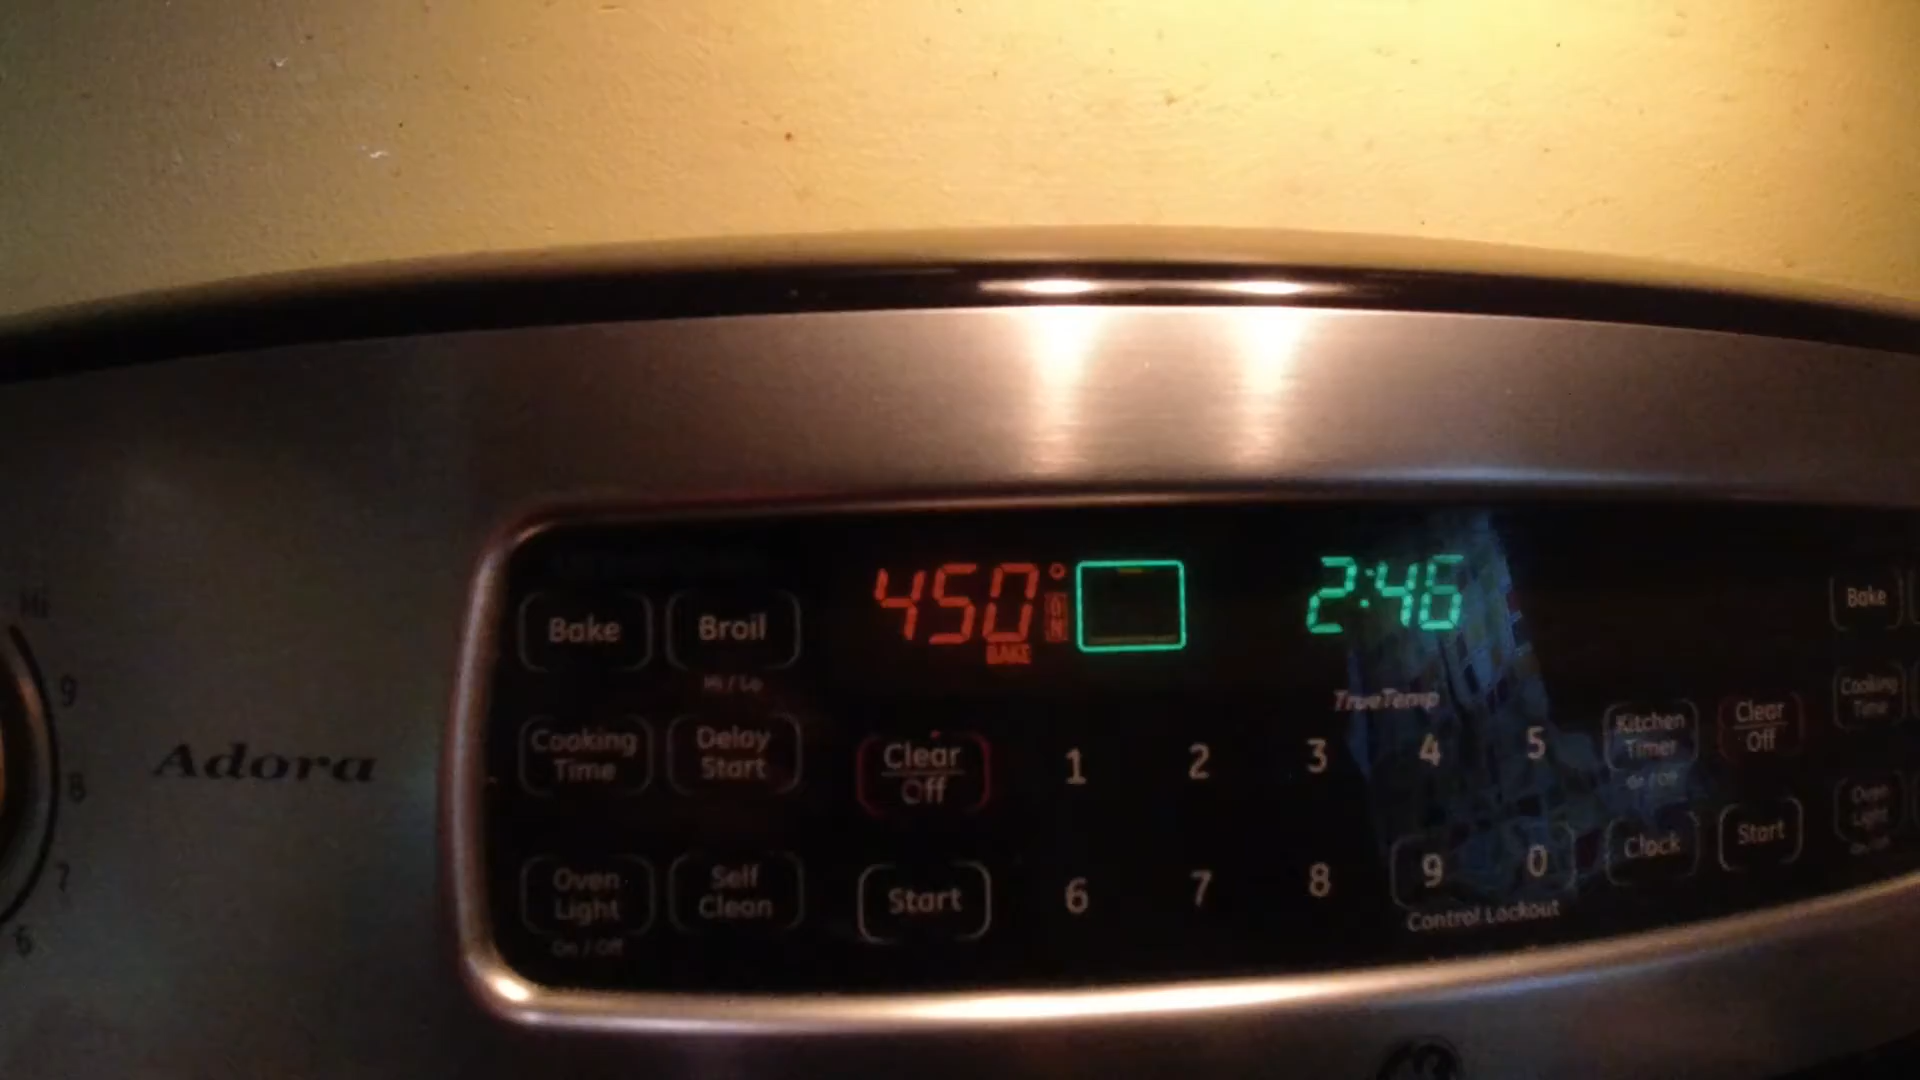 450°
ON
BAKE
2:46
TrueTemp
Bake
Broil
Hi / Lo
Cooking
Time
Delay
Start
Oven
Light
On / Off
Self
Clean
Clear
Off
Start
1 2 3 4 5
6 7 8 9 0
Control Lockout
Kitchen
Timer
On / Off
Clear
Off
Clock
Start
Bake
Cooking
Time
Oven
Light
Adora
Hi
9
8
7
6